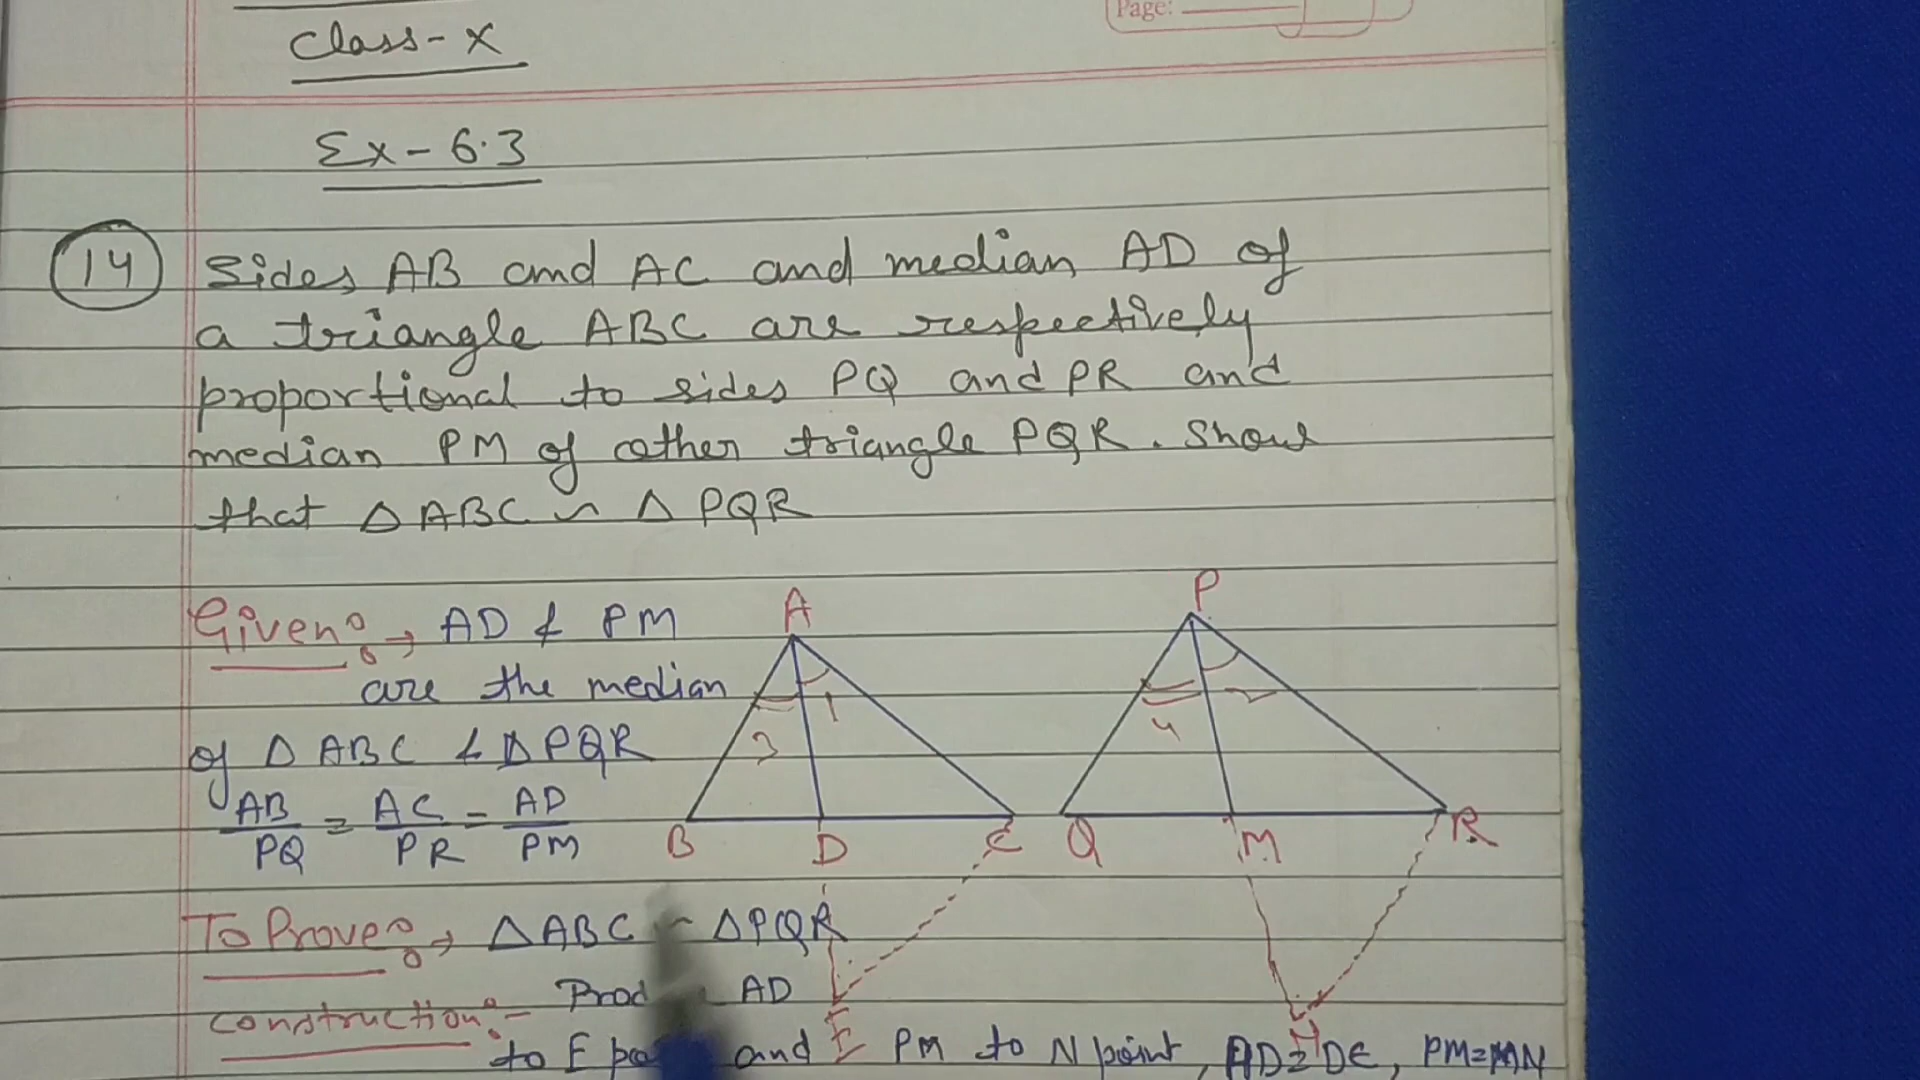 Page:
Class-X
Ex-6.3
14 Sides AB and AC and median AD of
a triangle ABC are respectively
proportional to sides PQ and PR and
median PM of other triangle PQR. Show
that △ABC ~ △PQR
Given:→ AD & PM
are the median
of △ABC & △PQR
AB/PQ = AC/PR = AD/PM
A
1
3
B D C
E
P
2
4
Q M R
N
To Prove:→ △ABC ~ △PQR
Construction:- AD
to E and PM to N point, AD=DE, PM=MN